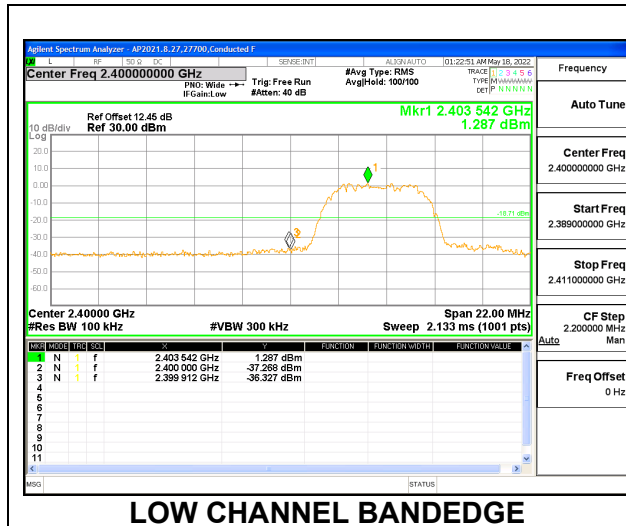 Agilent Spectrum Analyzer - AP2021,8.27,27700,Conducted F
L RF 50 Ω DC SENSE:INT ALIGN AUTO 01:22:51 AM May 18, 2022
Center Freq 2.400000000 GHz
PNO: Wide
IFGain:Low
Trig: Free Run
#Atten: 40 dB
#Avg Type: RMS
Avg|Hold: 100/100
TRACE 1 2 3 4 5 6
TYPE M
DET P N N N N N
Ref Offset 12.45 dB
Ref 30.00 dBm
10 dB/div
Log
Mkr1 2.403 542 GHz
1.287 dBm
20.0
10.0
0.00
-10.0
-20.0
-30.0
-40.0
-50.0
-60.0
1
3
-18.71 dBm
Center 2.40000 GHz Span 22.00 MHz
#Res BW 100 kHz #VBW 300 kHz Sweep 2.133 ms (1001 pts)
MKR MODE TRC SCL X Y FUNCTION FUNCTION WIDTH FUNCTION VALUE
1 N 1 f 2.403 542 GHz 1.287 dBm
2 N 1 f 2.400 000 GHz -37.268 dBm
3 N 1 f 2.399 912 GHz -36.327 dBm
4
5
6
7
8
9
10
11
MSG STATUS
Frequency
Auto Tune
Center Freq
2.400000000 GHz
Start Freq
2.389000000 GHz
Stop Freq
2.411000000 GHz
CF Step
2.200000 MHz
Auto Man
Freq Offset
0 Hz
LOW CHANNEL BANDEDGE